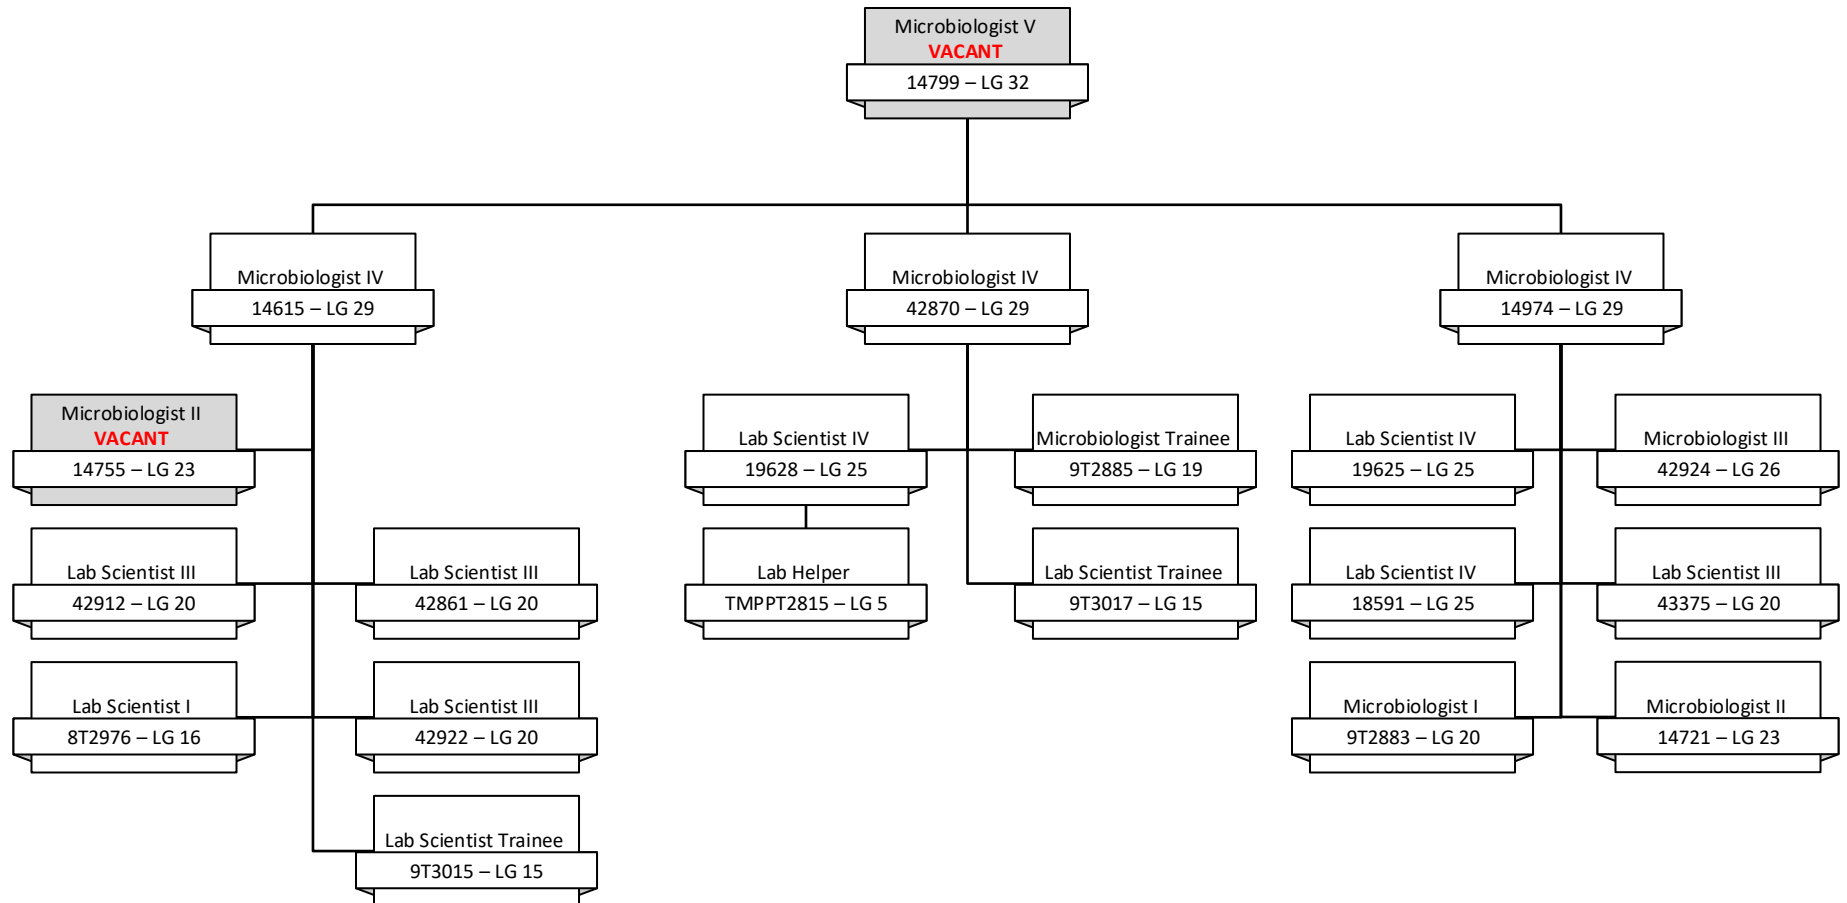 Microbiologist V
VACANT
14799 – LG 32
Microbiologist IV
14615 – LG 29
Microbiologist IV
42870 – LG 29
Microbiologist IV
14974 – LG 29
Microbiologist II
VACANT
14755 – LG 23
Lab Scientist III
42912 – LG 20
Lab Scientist III
42861 – LG 20
Lab Scientist I
8T2976 – LG 16
Lab Scientist III
42922 – LG 20
Lab Scientist Trainee
9T3015 – LG 15
Lab Scientist IV
19628 – LG 25
Microbiologist Trainee
9T2885 – LG 19
Lab Helper
TMPPT2815 – LG 5
Lab Scientist Trainee
9T3017 – LG 15
Lab Scientist IV
19625 – LG 25
Microbiologist III
42924 – LG 26
Lab Scientist IV
18591 – LG 25
Lab Scientist III
43375 – LG 20
Microbiologist I
9T2883 – LG 20
Microbiologist II
14721 – LG 23